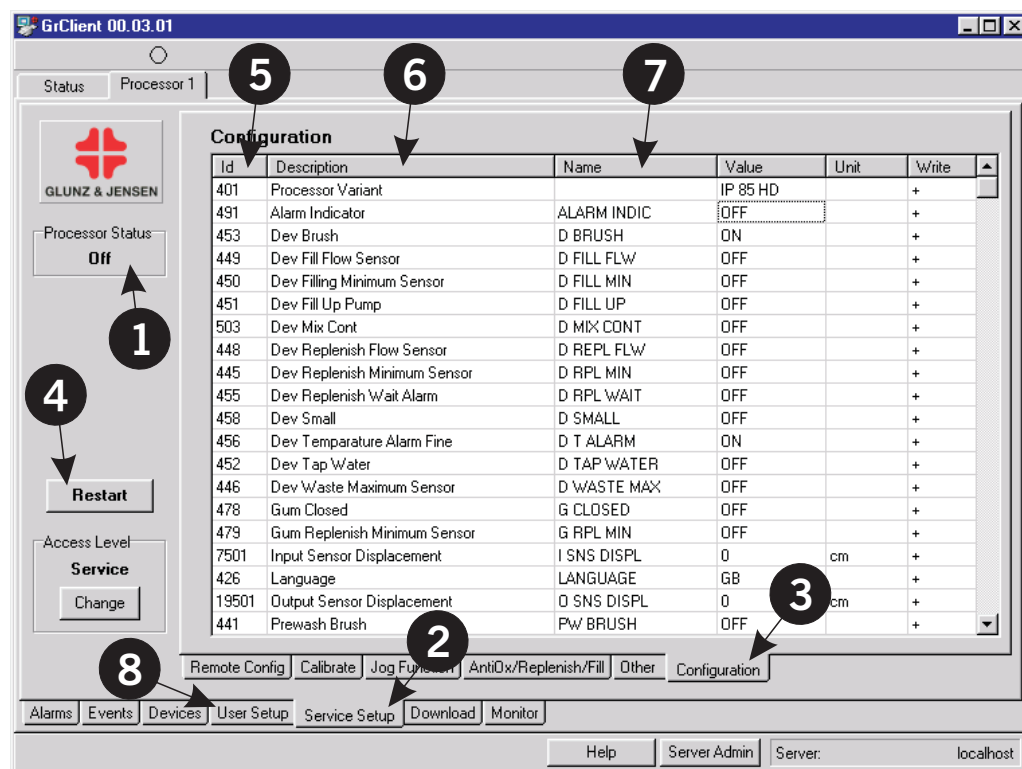 GrClient 00.03.01
5 6 7
Status Processor 1
GLUNZ & JENSEN
Processor Status
Off
1
4
Restart
Access Level
Service
Change
Configuration
Id Description Name Value Unit Write
401 Processor Variant IP 85 HD +
491 Alarm Indicator ALARM INDIC OFF +
453 Dev Brush D BRUSH ON +
449 Dev Fill Flow Sensor D FILL FLW OFF +
450 Dev Filling Minimum Sensor D FILL MIN OFF +
451 Dev Fill Up Pump D FILL UP OFF +
503 Dev Mix Cont D MIX CONT OFF +
448 Dev Replenish Flow Sensor D REPL FLW OFF +
445 Dev Replenish Minimum Sensor D RPL MIN OFF +
455 Dev Replenish Wait Alarm D RPL WAIT OFF +
458 Dev Small D SMALL OFF +
456 Dev Temparature Alarm Fine D T ALARM ON +
452 Dev Tap Water D TAP WATER OFF +
446 Dev Waste Maximum Sensor D WASTE MAX OFF +
478 Gum Closed G CLOSED OFF +
479 Gum Replenish Minimum Sensor G RPL MIN OFF +
7501 Input Sensor Displacement I SNS DISPL 0 cm +
426 Language LANGUAGE GB +
19501 Output Sensor Displacement O SNS DISPL 0 cm +
441 Prewash Brush PW BRUSH OFF +
3
2
8
Remote Config Calibrate Jog Function AntiOx/Replenish/Fill Other Configuration
Alarms Events Devices User Setup Service Setup Download Monitor
Help Server Admin Server: localhost